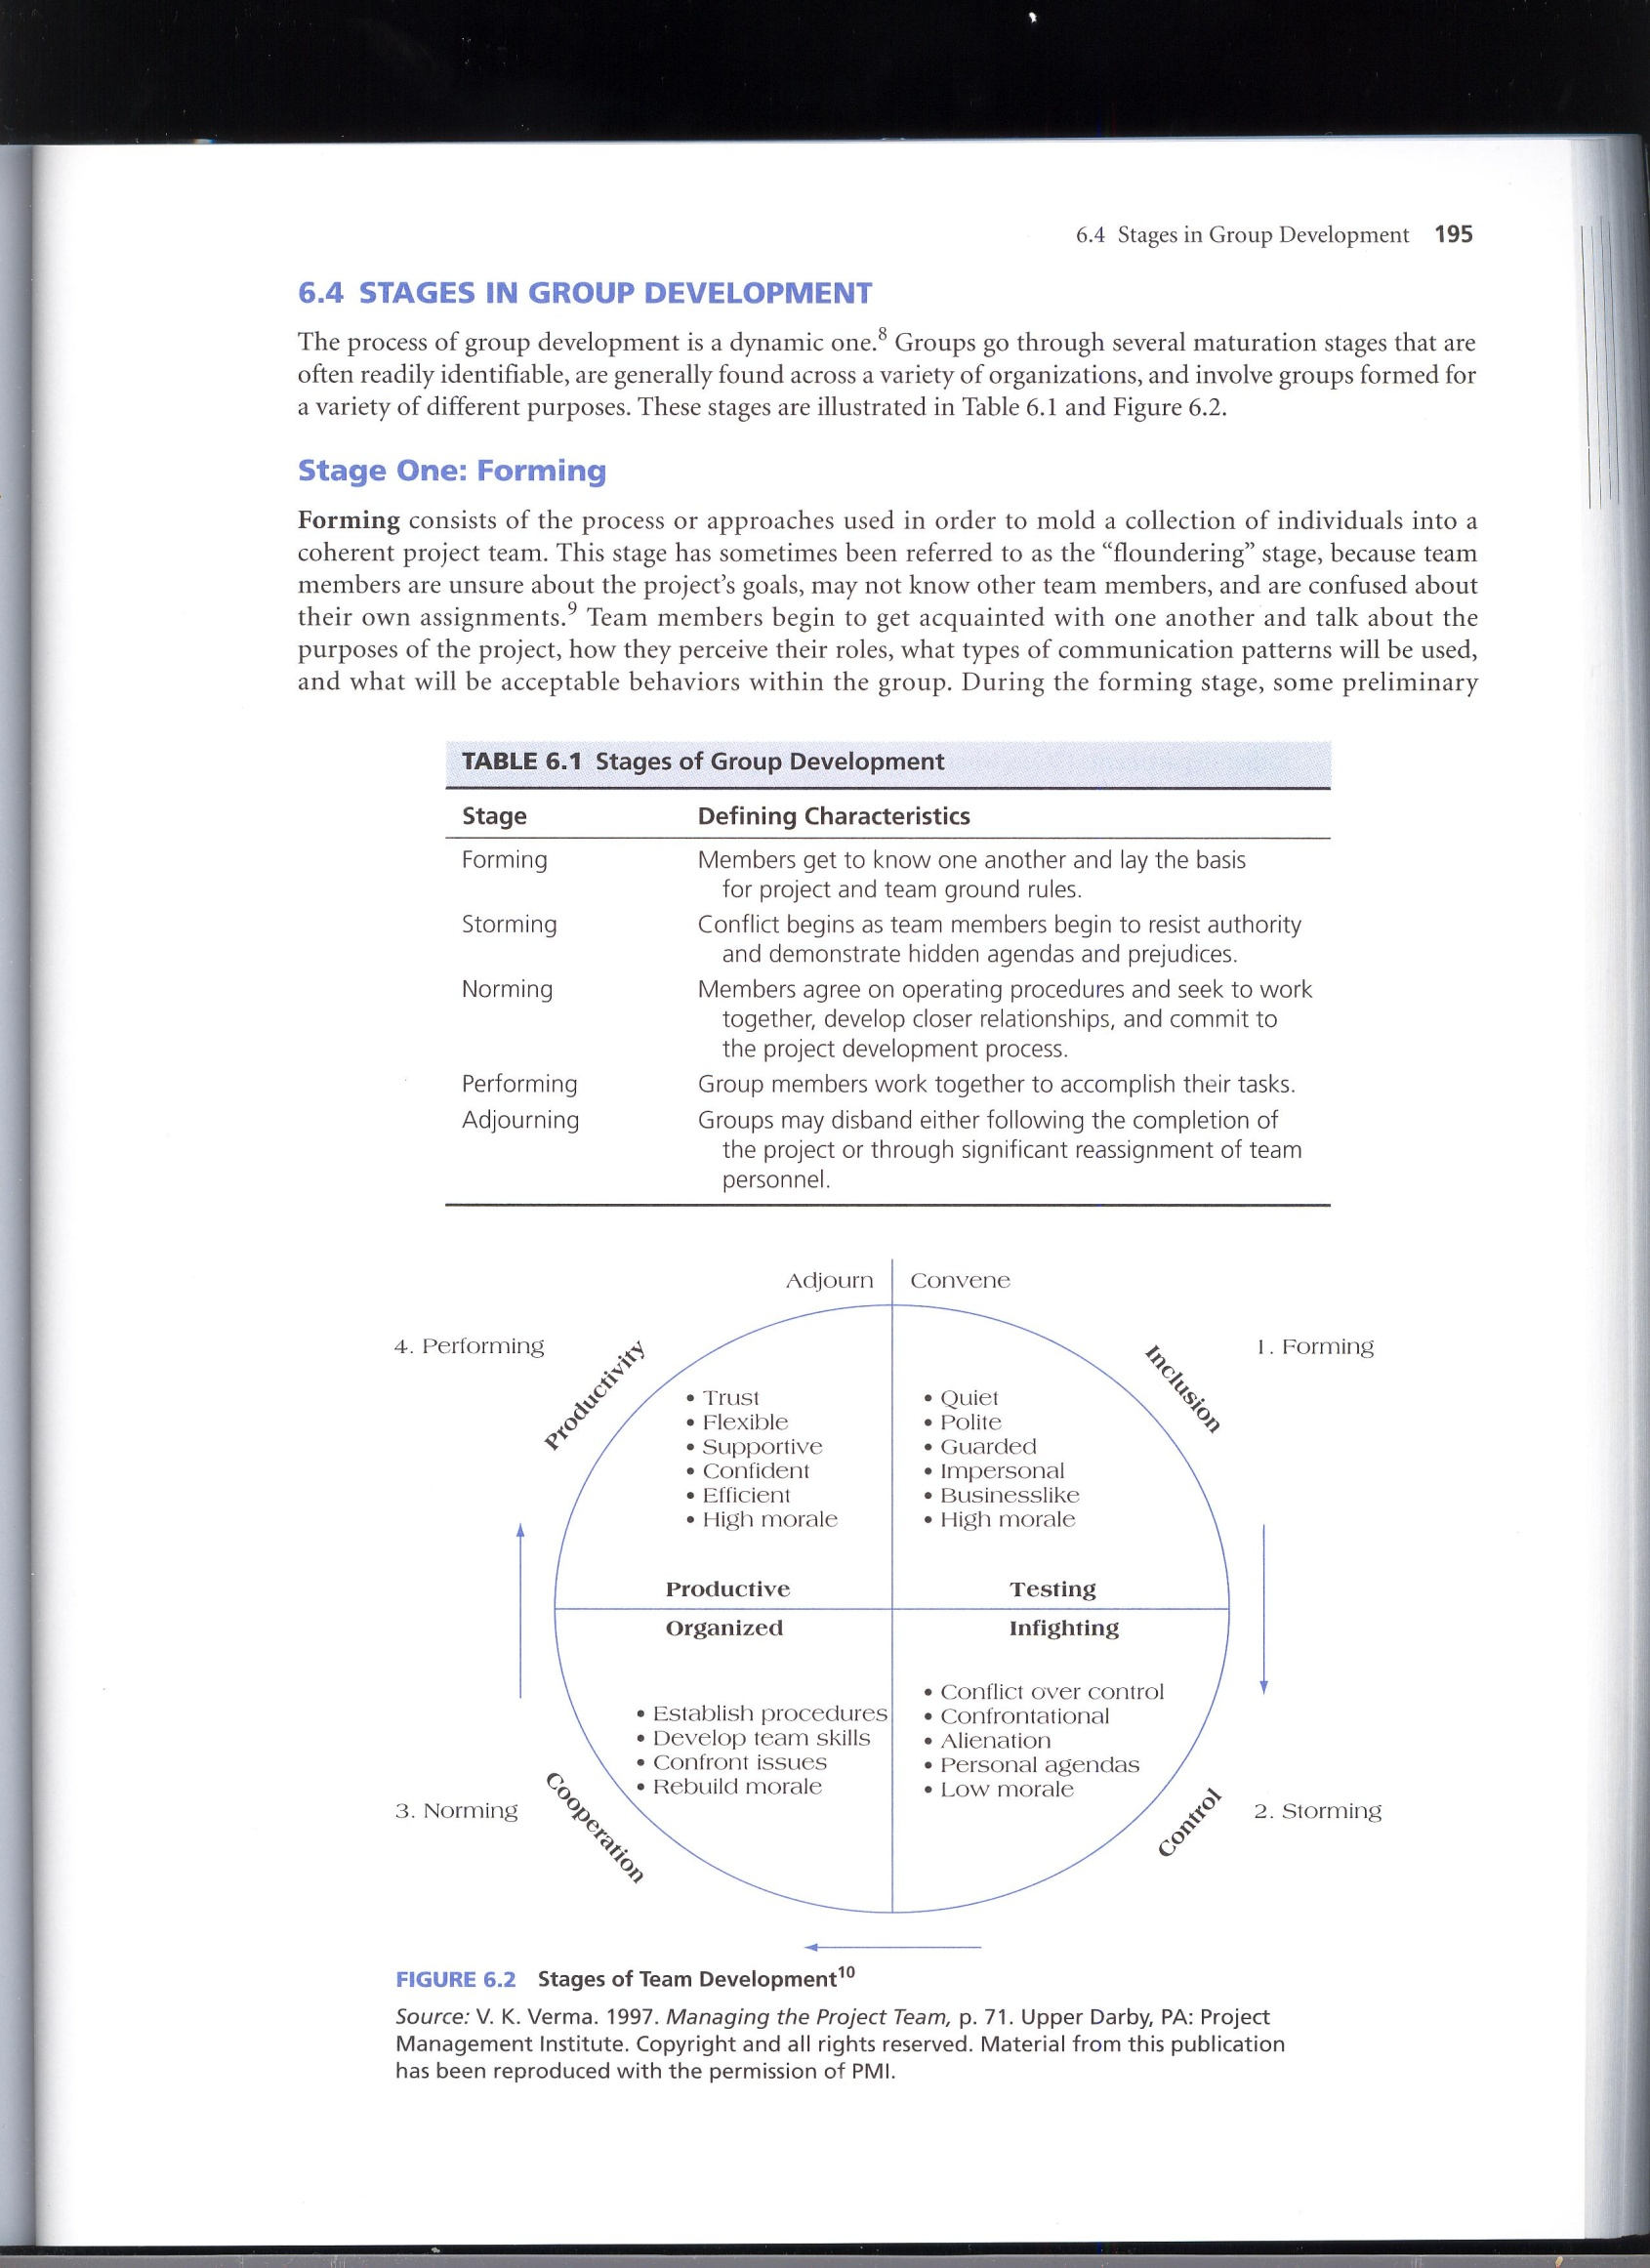 6.4 Stages in Group Development 195
6.4 STAGES IN GROUP DEVELOPMENT
The process of group development is a dynamic one.8 Groups go through several maturation stages that are
often readily identifiable, are generally found across a variety of organizations, and involve groups formed for
a variety of different purposes. These stages are illustrated in Table 6.1 and Figure 6.2.
Stage One: Forming
Forming consists of the process or approaches used in order to mold a collection of individuals into a
coherent project team. This stage has sometimes been referred to as the “floundering” stage, because team
members are unsure about the project’s goals, may not know other team members, and are confused about
their own assignments.9 Team members begin to get acquainted with one another and talk about the
purposes of the project, how they perceive their roles, what types of communication patterns will be used,
and what will be acceptable behaviors within the group. During the forming stage, some preliminary
TABLE 6.1 Stages of Group Development
Stage Defining Characteristics
Forming Members get to know one another and lay the basis
for project and team ground rules.
Storming Conflict begins as team members begin to resist authority
and demonstrate hidden agendas and prejudices.
Norming Members agree on operating procedures and seek to work
together, develop closer relationships, and commit to
the project development process.
Performing Group members work together to accomplish their tasks.
Adjourning Groups may disband either following the completion of
the project or through significant reassignment of team
personnel.
Adjourn Convene
4. Performing
Productivity
Inclusion
1. Forming
• Trust
• Flexible
• Supportive
• Confident
• Efficient
• High morale
• Quiet
• Polite
• Guarded
• Impersonal
• Businesslike
• High morale
Productive Testing
Organized Infighting
• Establish procedures
• Develop team skills
• Confront issues
• Rebuild morale
• Conflict over control
• Confrontational
• Alienation
• Personal agendas
• Low morale
3. Norming
Cooperation
Control
2. Storming
FIGURE 6.2 Stages of Team Development10
Source: V. K. Verma. 1997. Managing the Project Team, p. 71. Upper Darby, PA: Project
Management Institute. Copyright and all rights reserved. Material from this publication
has been reproduced with the permission of PMI.